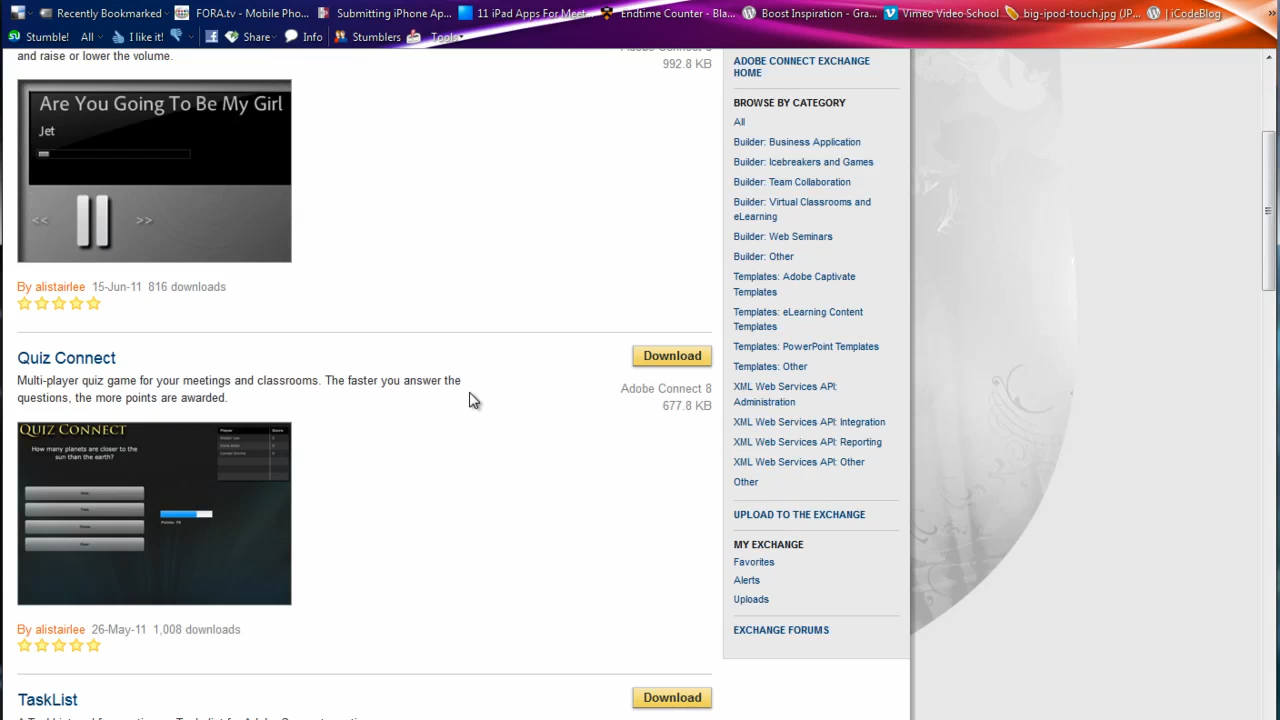 Recently Bookmarked
FORA.tv - Mobile Pho...
Submitting iPhone Ap...
11 iPad Apps For Meet...
Endtime Counter - Bla...
Boost Inspiration - Gra...
Vimeo Video School
big-ipod-touch.jpg (JP...
iCodeBlog
»
Stumble!
All
I like it!
Share
Info
Stumblers
Tools
and raise or lower the volume.
992.8 KB
Are You Going To Be My Girl
Jet
<<
>>
By alistairlee 15-Jun-11 816 downloads
Quiz Connect
Download
Multi-player quiz game for your meetings and classrooms. The faster you answer the
questions, the more points are awarded.
Adobe Connect 8
677.8 KB
QUIZ CONNECT
How many planets are closer to the
sun than the earth?
Player
Score
By alistairlee 26-May-11 1,008 downloads
TaskList
Download
ADOBE CONNECT EXCHANGE
HOME
BROWSE BY CATEGORY
All
Builder: Business Application
Builder: Icebreakers and Games
Builder: Team Collaboration
Builder: Virtual Classrooms and
eLearning
Builder: Web Seminars
Builder: Other
Templates: Adobe Captivate
Templates
Templates: eLearning Content
Templates
Templates: PowerPoint Templates
Templates: Other
XML Web Services API:
Administration
XML Web Services API: Integration
XML Web Services API: Reporting
XML Web Services API: Other
Other
UPLOAD TO THE EXCHANGE
MY EXCHANGE
Favorites
Alerts
Uploads
EXCHANGE FORUMS